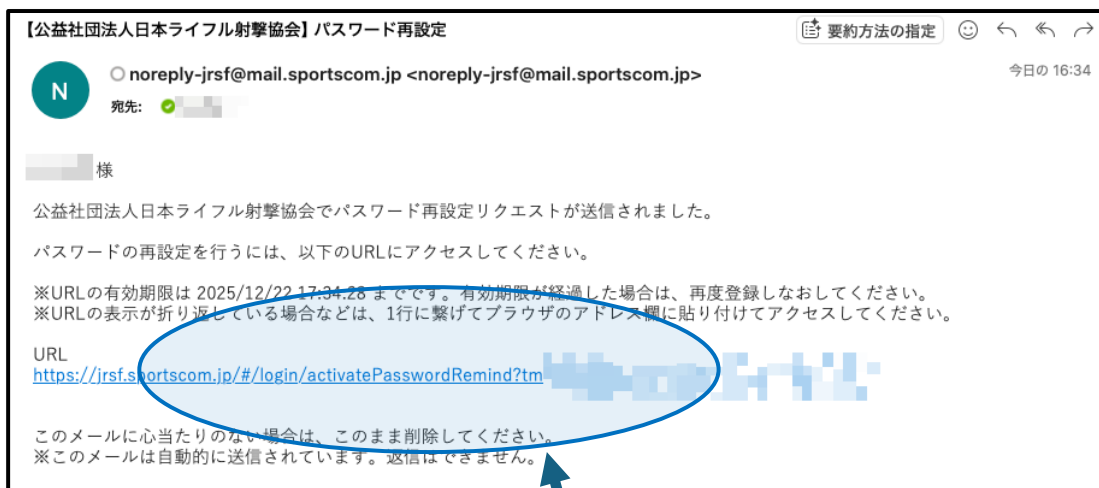 【公益社団法人日本ライフル射撃協会】パスワード再設定
要約方法の指定
N
noreply-jrsf@mail.sportscom.jp <noreply-jrsf@mail.sportscom.jp>
今日の 16:34
宛先:
様
公益社団法人日本ライフル射撃協会でパスワード再設定リクエストが送信されました。
パスワードの再設定を行うには、以下のURLにアクセスしてください。
※URLの有効期限は 2025/12/22 17:34:28 までです。有効期限が経過した場合は、再度登録しなおしてください。
※URLの表示が折り返している場合などは、1行に繋げてブラウザのアドレス欄に貼り付けてアクセスしてください。
URL
https://jrsf.sportscom.jp/#/login/activatePasswordRemind?tm
このメールに心当たりのない場合は、このまま削除してください。
※このメールは自動的に送信されています。返信はできません。